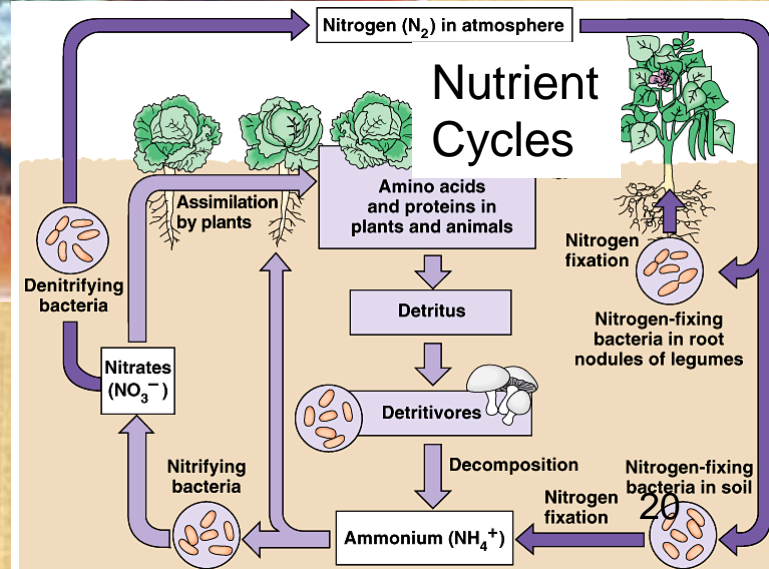 Nitrogen (N₂) in atmosphere
Nutrient
Cycles
Assimilation
by plants
Amino acids
and proteins in
plants and animals
Nitrogen
fixation
Denitrifying
bacteria
Detritus
Nitrogen-fixing
bacteria in root
nodules of legumes
Nitrates
(NO₃⁻)
Detritivores
Decomposition
Nitrifying
bacteria
Nitrogen-fixing
bacteria in soil
20
Nitrogen
fixation
Ammonium (NH₄⁺)